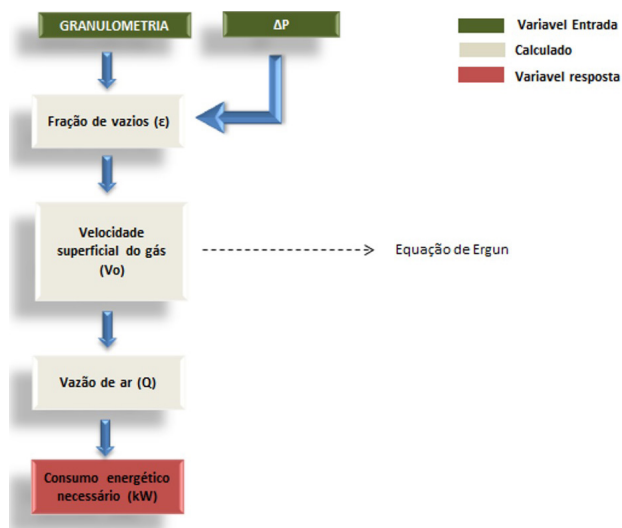 GRANULOMETRIA
ΔP
Variavel Entrada
Calculado
Variavel resposta
Fração de vazios (ε)
Velocidade
superficial do gás
(Vo)
Equação de Ergun
Vazão de ar (Q)
Consumo energético
necessário (kW)